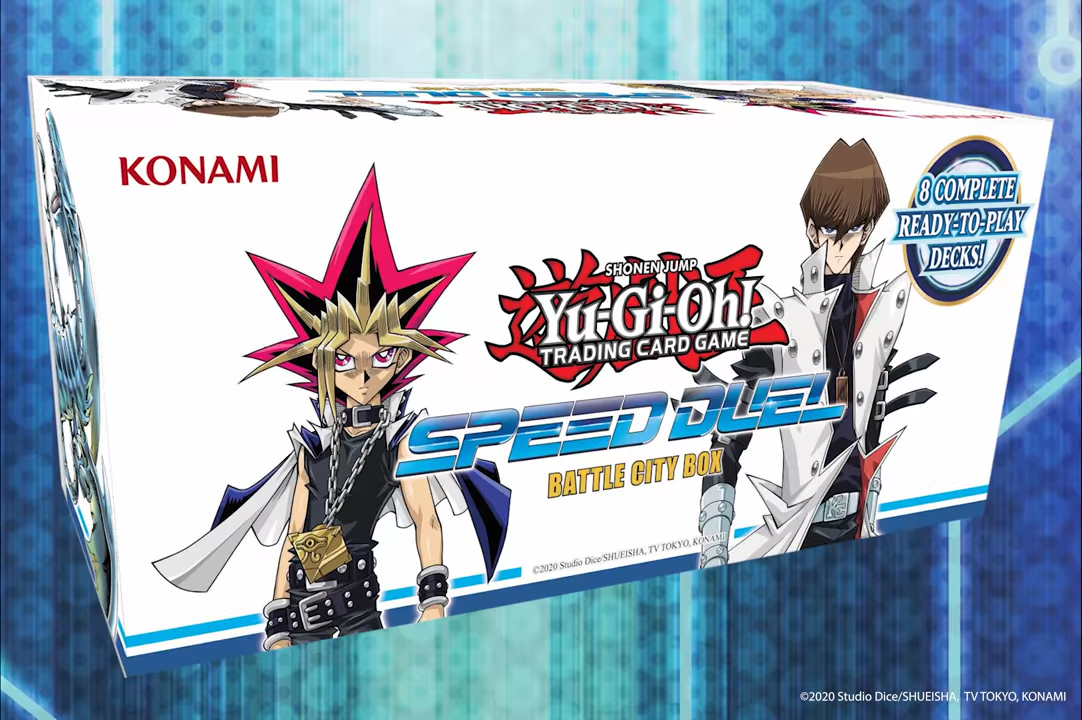 KONAMI
8 COMPLETE
READY-TO-PLAY
DECKS!
遊戯王
SHONEN JUMP
Yu-Gi-Oh!
TRADING CARD GAME
SPEED DUEL
BATTLE CITY BOX
©2020 Studio Dice/SHUEISHA, TV TOKYO, KONAMI
©2020 Studio Dice/SHUEISHA, TV TOKYO, KONAMI